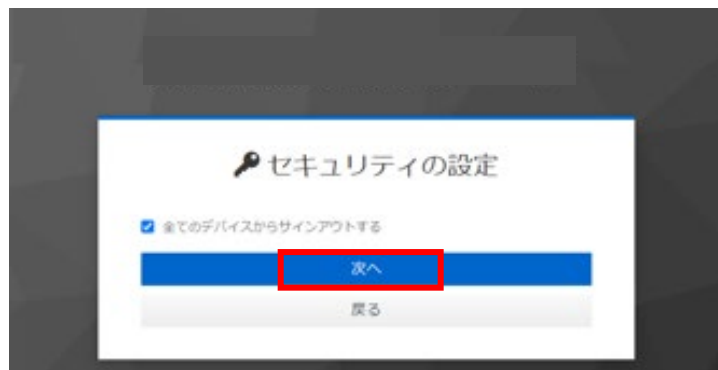 セキュリティの設定
全てのデバイスからサインアウトする
次へ
戻る